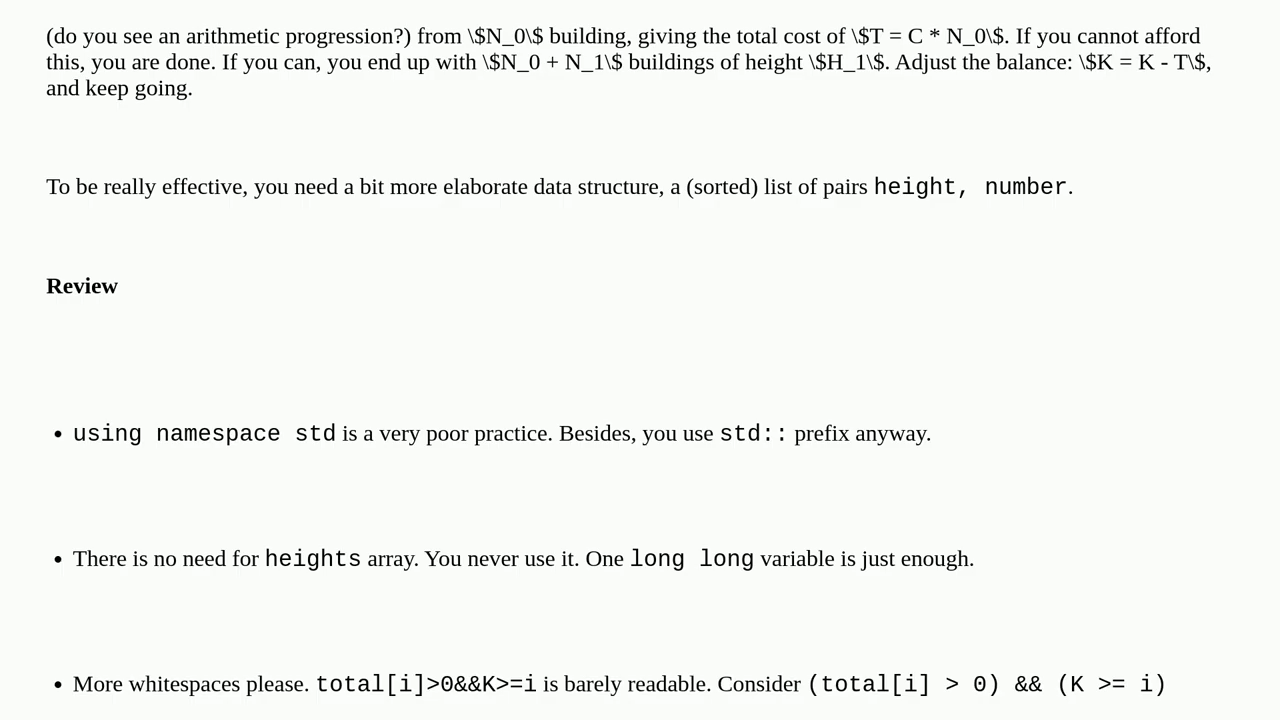 (do you see an arithmetic progression?) from \$N_0\$ building, giving the total cost of \$T = C * N_0\$. If you cannot afford
this, you are done. If you can, you end up with \$N_0 + N_1\$ buildings of height \$H_1\$. Adjust the balance: \$K = K - T\$,
and keep going.
To be really effective, you need a bit more elaborate data structure, a (sorted) list of pairs height, number.
Review
• using namespace std is a very poor practice. Besides, you use std:: prefix anyway.
• There is no need for heights array. You never use it. One long long variable is just enough.
• More whitespaces please. total[i]>0&&K>=i is barely readable. Consider (total[i] > 0) && (K >= i)